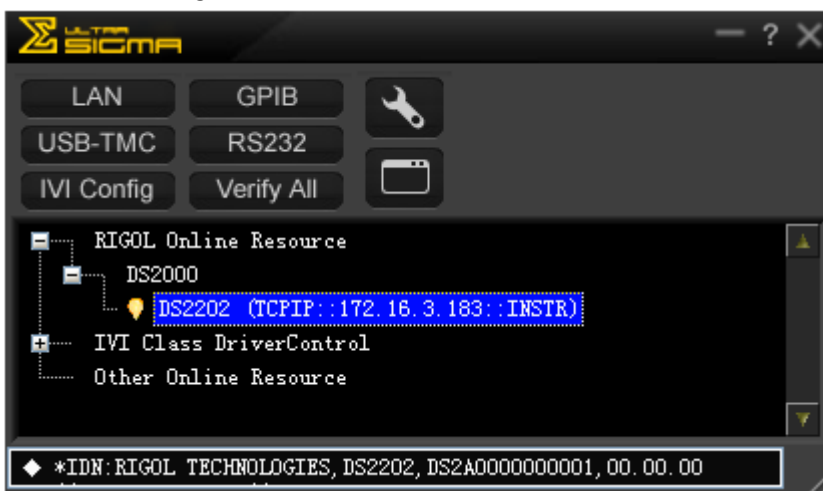 ULTRA
SIGMA
?
LAN GPIB
USB-TMC RS232
IVI Config Verify All
RIGOL Online Resource
DS2000
DS2202 (TCPIP::172.16.3.183::INSTR)
IVI Class DriverControl
Other Online Resource
*IDN:RIGOL TECHNOLOGIES,DS2202,DS2A0000000001,00.00.00